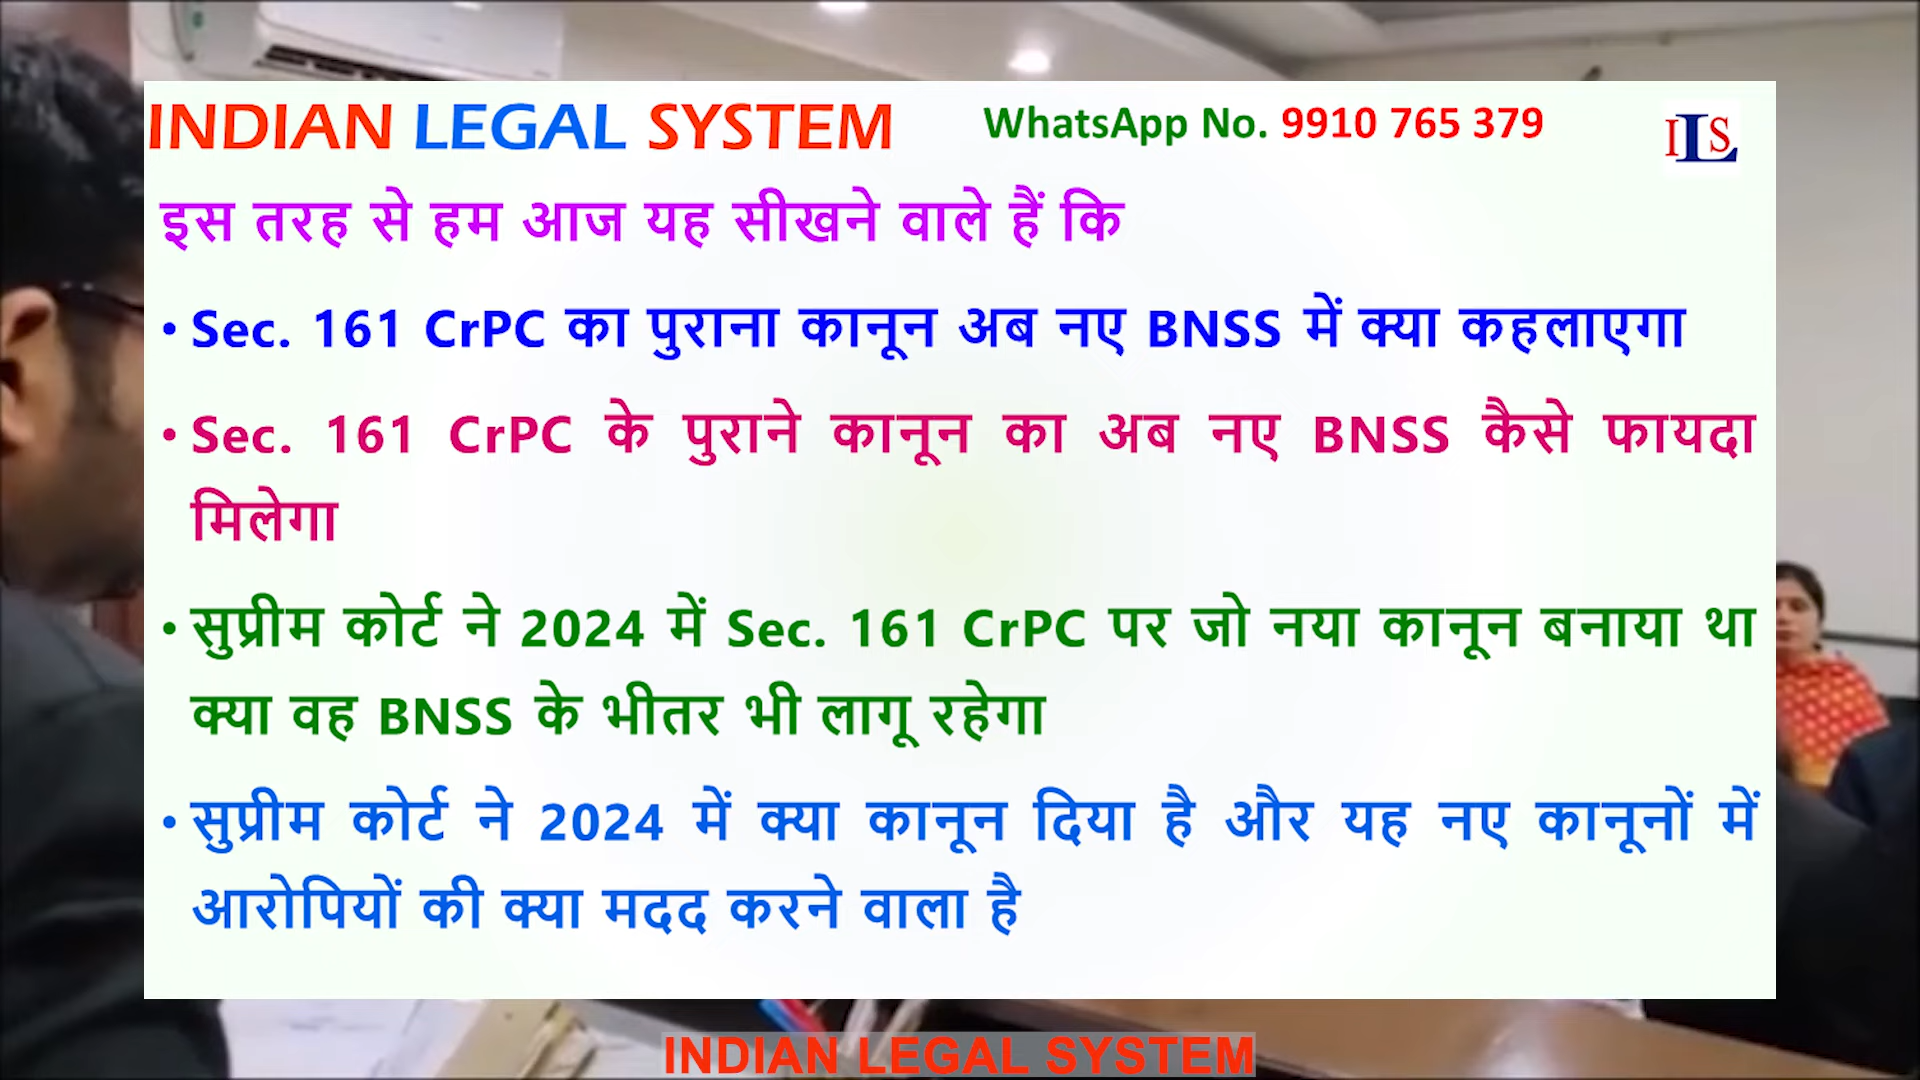 INDIAN LEGAL SYSTEM WhatsApp No. 9910 765 379 ILS
इस तरह से हम आज यह सीखने वाले हैं कि
• Sec. 161 CrPC का पुराना कानून अब नए BNSS में क्या कहलाएगा
• Sec. 161 CrPC के पुराने कानून का अब नए BNSS कैसे फायदा
मिलेगा
• सुप्रीम कोर्ट ने 2024 में Sec. 161 CrPC पर जो नया कानून बनाया था
क्या वह BNSS के भीतर भी लागू रहेगा
• सुप्रीम कोर्ट ने 2024 में क्या कानून दिया है और यह नए कानूनों में
आरोपियों की क्या मदद करने वाला है
INDIAN LEGAL SYSTEM